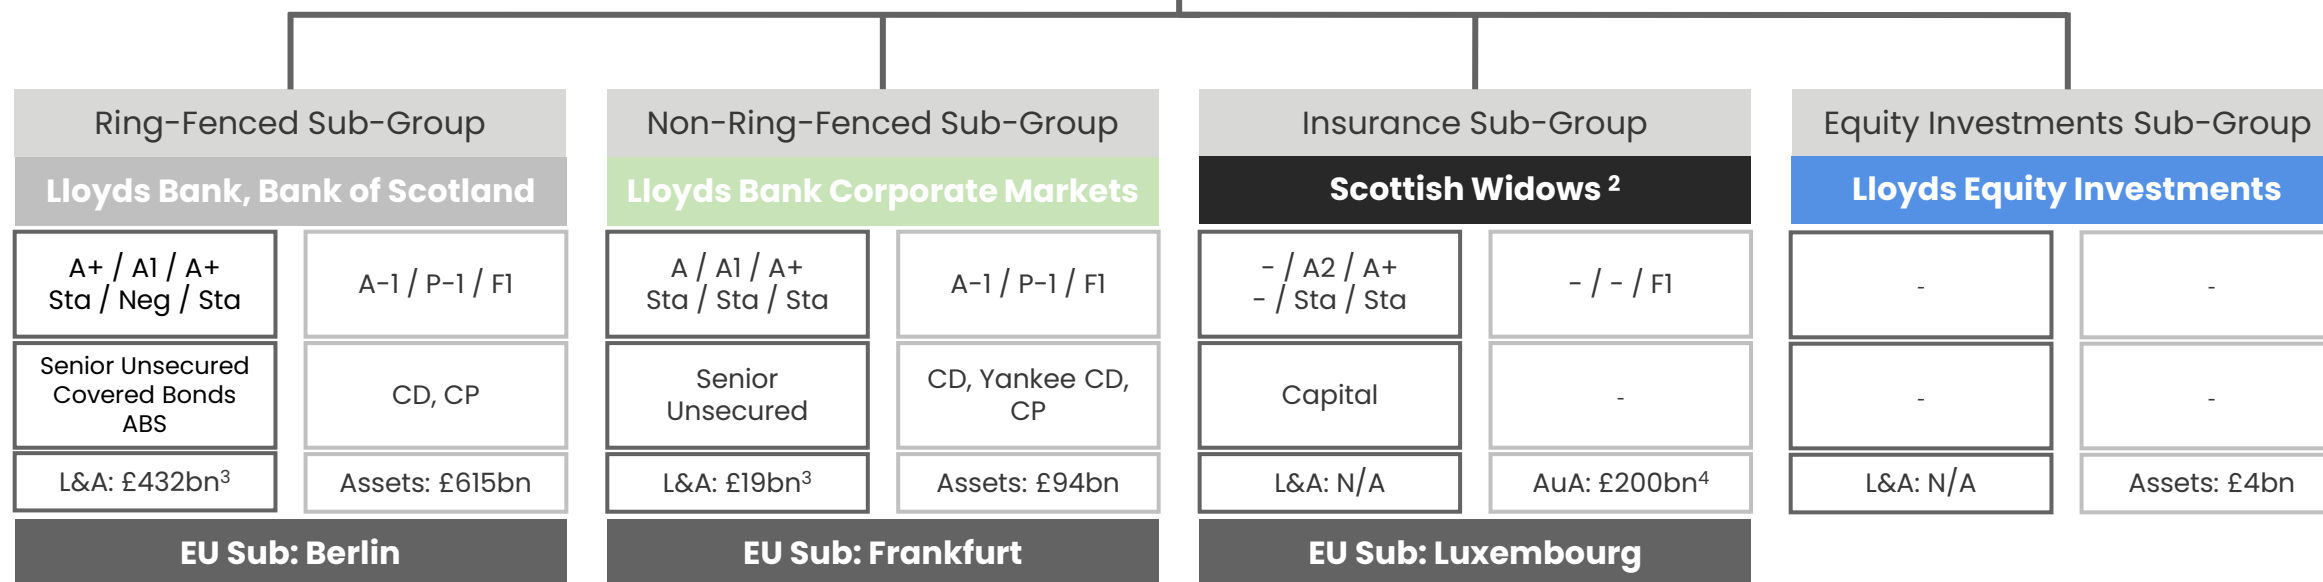 Ring-Fenced Sub-Group
Lloyds Bank, Bank of Scotland
A+ / A1 / A+
Sta / Neg / Sta
A-1 / P-1 / F1
Senior Unsecured
Covered Bonds
ABS
CD, CP
L&A: £432bn³
Assets: £615bn
EU Sub: Berlin
Non-Ring-Fenced Sub-Group
Lloyds Bank Corporate Markets
A / A1 / A+
Sta / Sta / Sta
A-1 / P-1 / F1
Senior
Unsecured
CD, Yankee CD,
CP
L&A: £19bn³
Assets: £94bn
EU Sub: Frankfurt
Insurance Sub-Group
Scottish Widows ²
- / A2 / A+
- / Sta / Sta
- / - / F1
Capital
-
L&A: N/A
AuA: £200bn⁴
EU Sub: Luxembourg
Equity Investments Sub-Group
Lloyds Equity Investments
-
-
-
-
L&A: N/A
Assets: £4bn